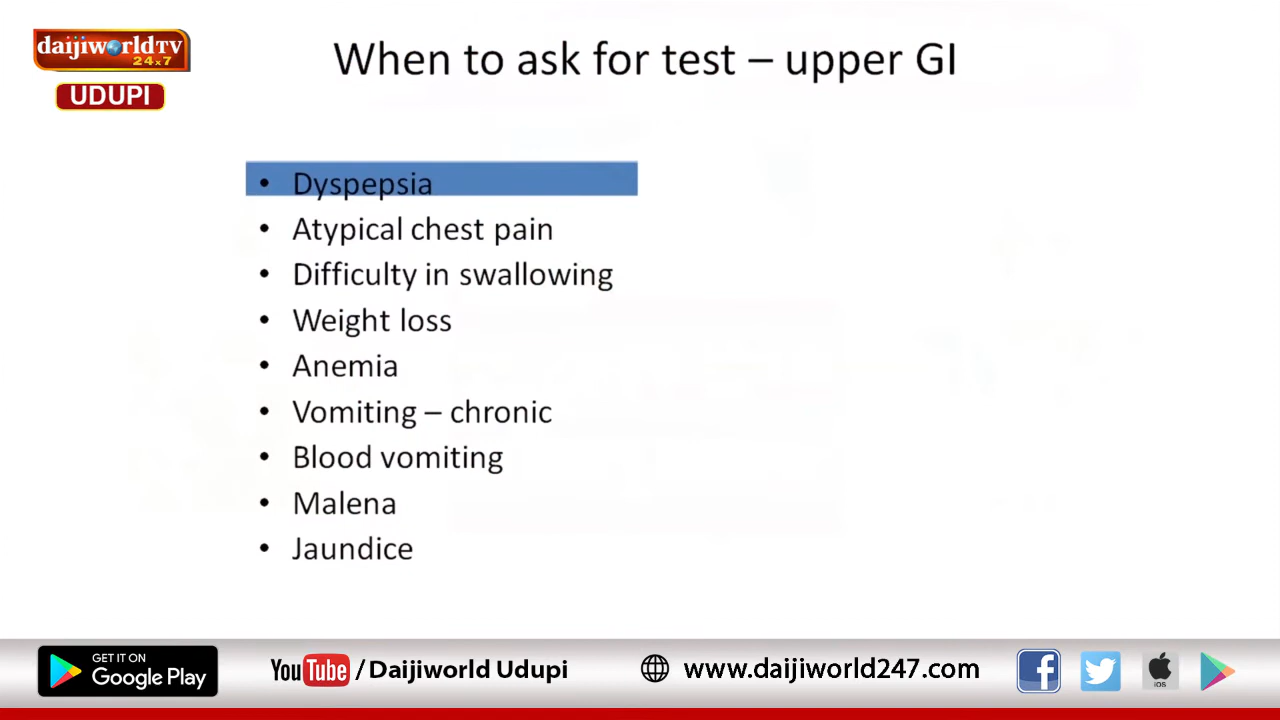 daijiworldTV
24x7
UDUPI
When to ask for test – upper GI
• Dyspepsia
• Atypical chest pain
• Difficulty in swallowing
• Weight loss
• Anemia
• Vomiting – chronic
• Blood vomiting
• Malena
• Jaundice
GET IT ON
Google Play
YouTube / Daijiworld Udupi
www.daijiworld247.com
f
iOS